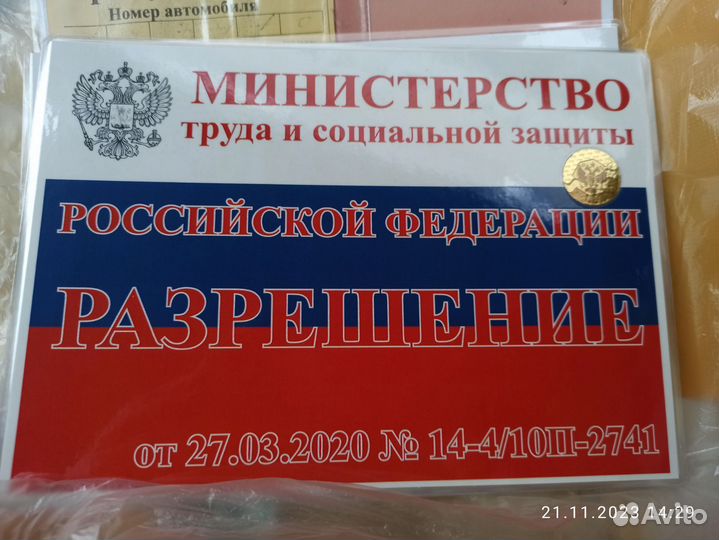 Номер автомобиля
МИНИСТЕРСТВО
труда и социальной защиты
РОССИЙСКОЙ ФЕДЕРАЦИИ
РАЗРЕШЕНИЕ
от 27.03.2020 № 14-4/10П-2741
21.11.2023 14:29
Avito